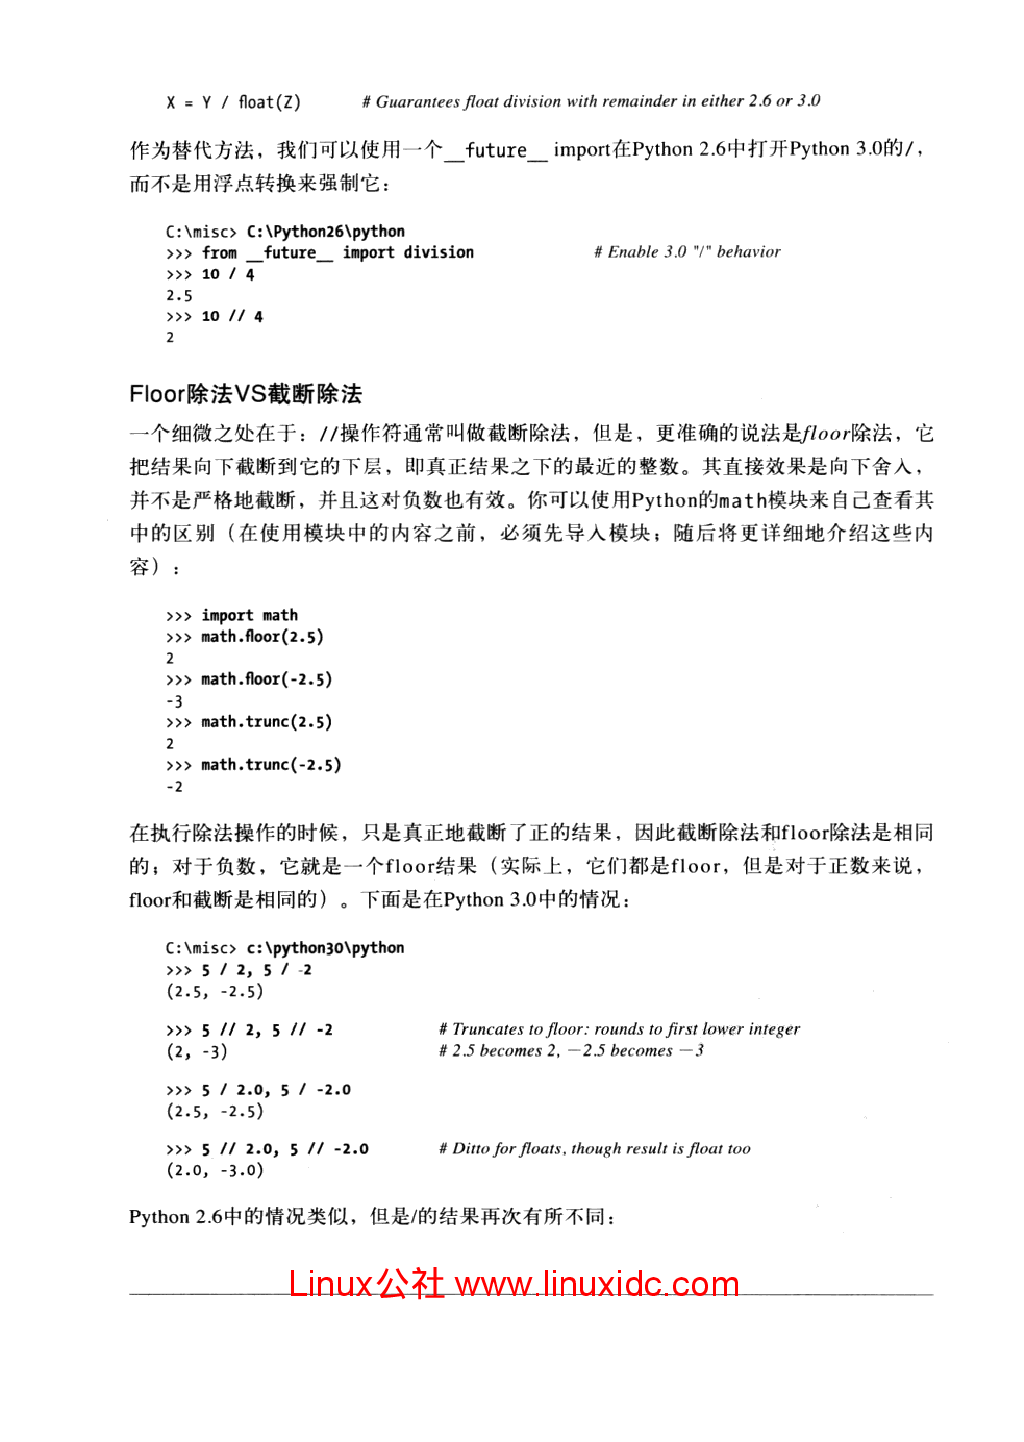 X = Y / float(Z)    # Guarantees float division with remainder in either 2.6 or 3.0
作为替代方法，我们可以使用一个__future__ import在Python 2.6中打开Python 3.0的/，
而不是用浮点转换来强制它：
C:\misc> C:\Python26\python
>>> from __future__ import division    # Enable 3.0 "/" behavior
>>> 10 / 4
2.5
>>> 10 // 4
2
Floor除法VS截断除法
一个细微之处在于：//操作符通常叫做截断除法，但是，更准确的说法是floor除法，它
把结果向下截断到它的下层，即真正结果之下的最近的整数。其直接效果是向下舍入，
并不是严格地截断，并且这对负数也有效。你可以使用Python的math模块来自己查看其
中的区别（在使用模块中的内容之前，必须先导入模块；随后将更详细地介绍这些内
容）：
>>> import math
>>> math.floor(2.5)
2
>>> math.floor(-2.5)
-3
>>> math.trunc(2.5)
2
>>> math.trunc(-2.5)
-2
在执行除法操作的时候，只是真正地截断了正的结果，因此截断除法和floor除法是相同
的；对于负数，它就是一个floor结果（实际上，它们都是floor，但是对于正数来说，
floor和截断是相同的）。下面是在Python 3.0中的情况：
C:\misc> c:\python30\python
>>> 5 / 2, 5 / -2
(2.5, -2.5)
>>> 5 // 2, 5 // -2    # Truncates to floor: rounds to first lower integer
(2, -3)    # 2.5 becomes 2, −2.5 becomes −3
>>> 5 / 2.0, 5 / -2.0
(2.5, -2.5)
>>> 5 // 2.0, 5 // -2.0    # Ditto for floats, though result is float too
(2.0, -3.0)
Python 2.6中的情况类似，但是/的结果再次有所不同：
Linux公社 www.linuxidc.com